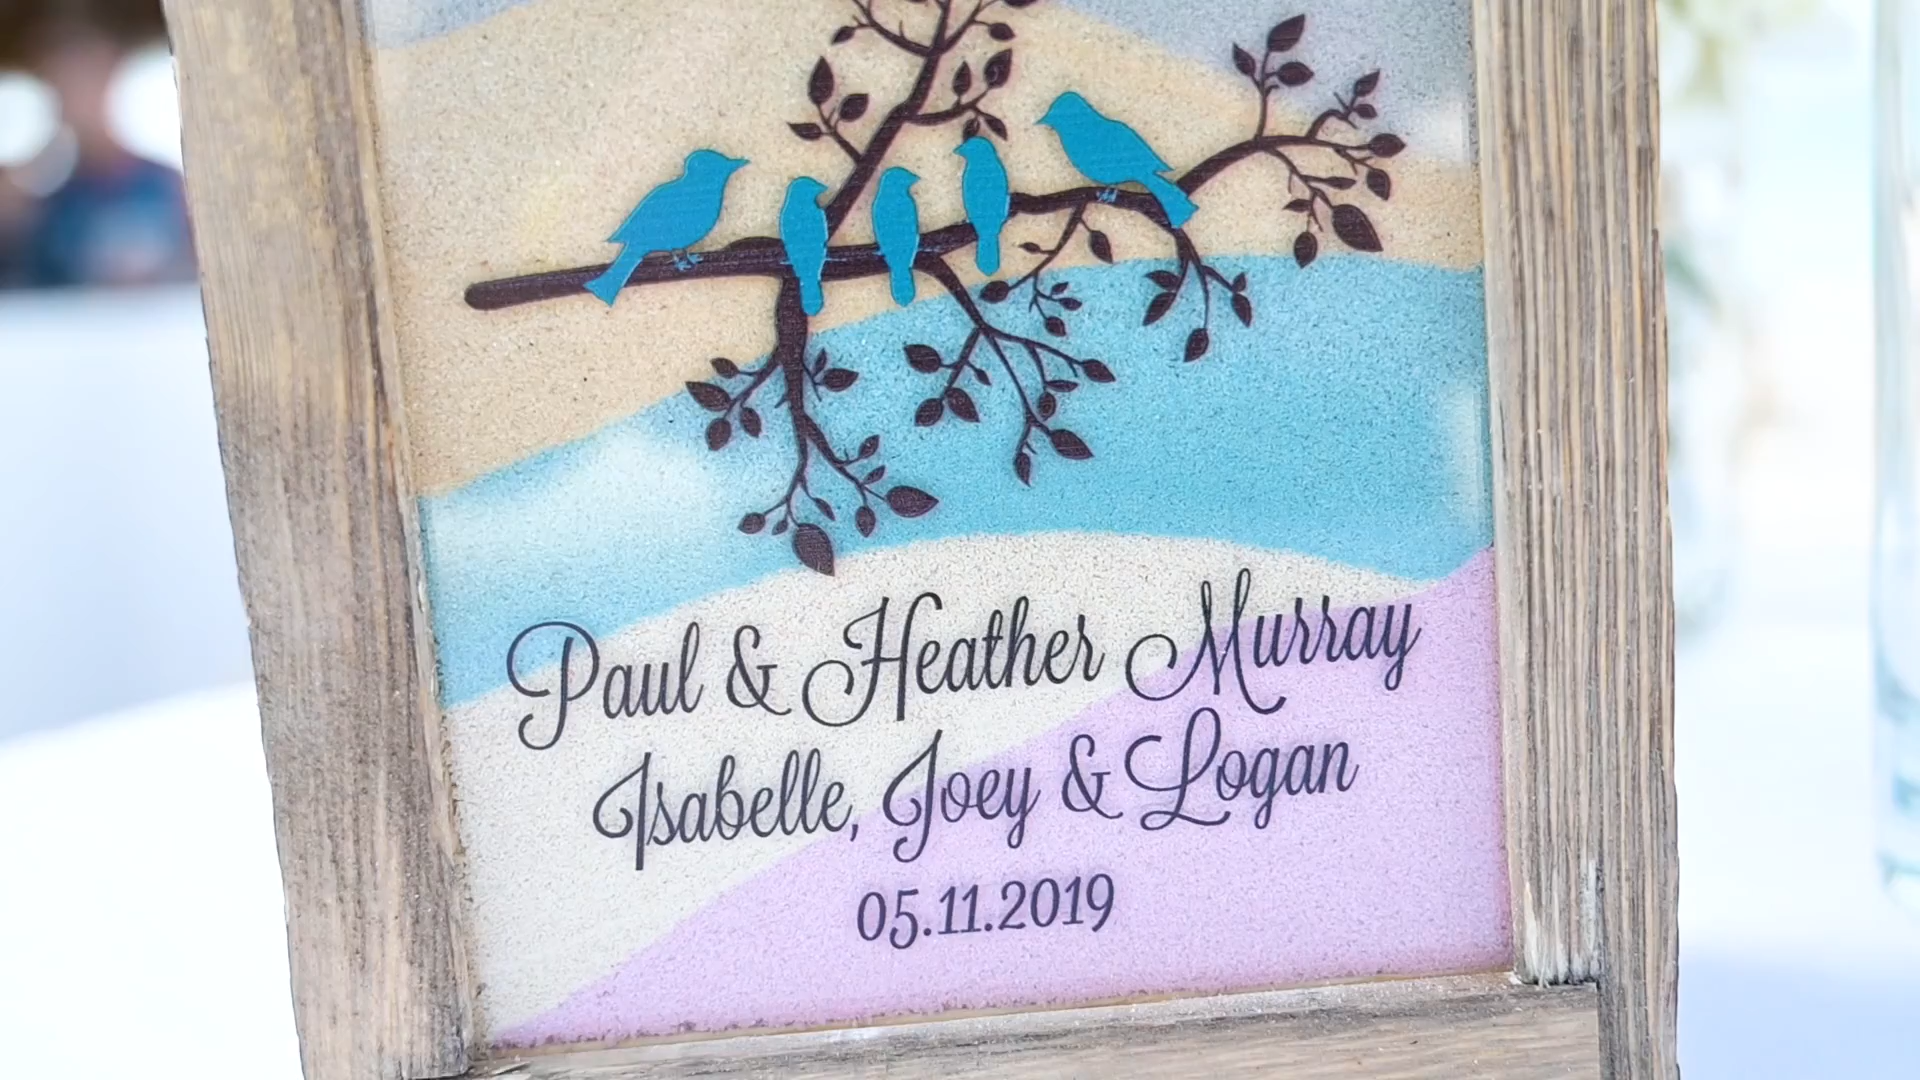 Paul & Heather Murray
Isabelle, Joey & Logan
05.11.2019